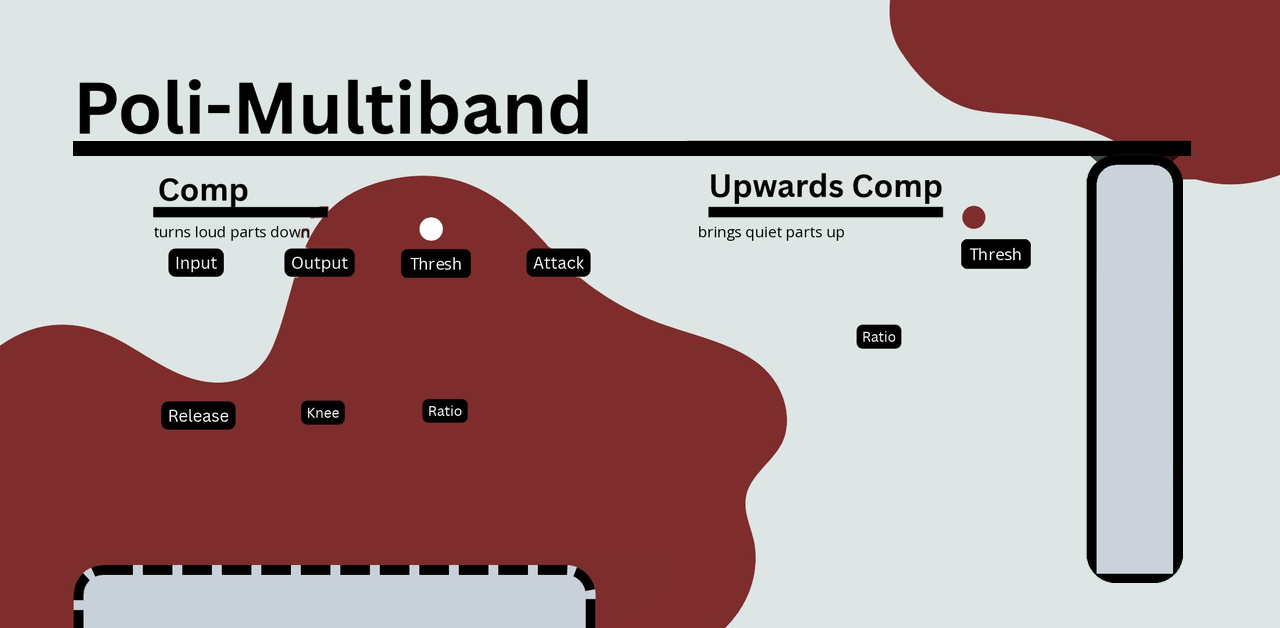 Poli-Multiband
Comp
turns loud parts down
Input
Output
Thresh
Attack
Release
Knee
Ratio
Upwards Comp
brings quiet parts up
Thresh
Ratio